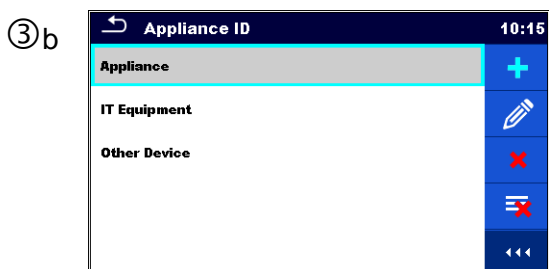 ③b
Appliance ID 10:15
Appliance
IT Equipment
Other Device